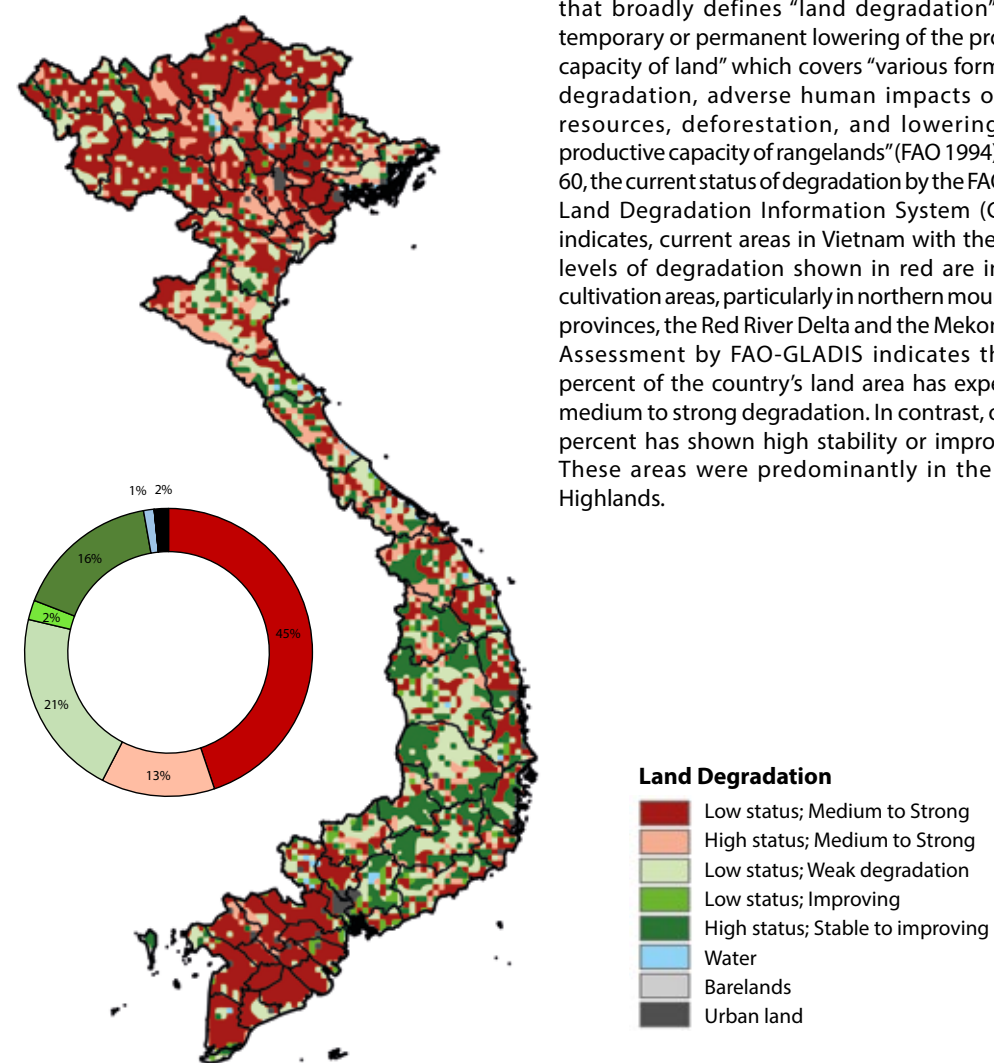 that broadly defines “land degradation”
temporary or permanent lowering of the pro
capacity of land” which covers “various form
degradation, adverse human impacts o
resources, deforestation, and lowering
productive capacity of rangelands” (FAO 1994)
60, the current status of degradation by the FAO
Land Degradation Information System (G
indicates, current areas in Vietnam with the
levels of degradation shown in red are in
cultivation areas, particularly in northern mou
provinces, the Red River Delta and the Mekon
Assessment by FAO-GLADIS indicates th
percent of the country’s land area has expe
medium to strong degradation. In contrast, o
percent has shown high stability or impro
These areas were predominantly in the
Highlands.
1% 2%
16%
2%
45%
21%
13%
Land Degradation
Low status; Medium to Strong
High status; Medium to Strong
Low status; Weak degradation
Low status; Improving
High status; Stable to improving
Water
Barelands
Urban land